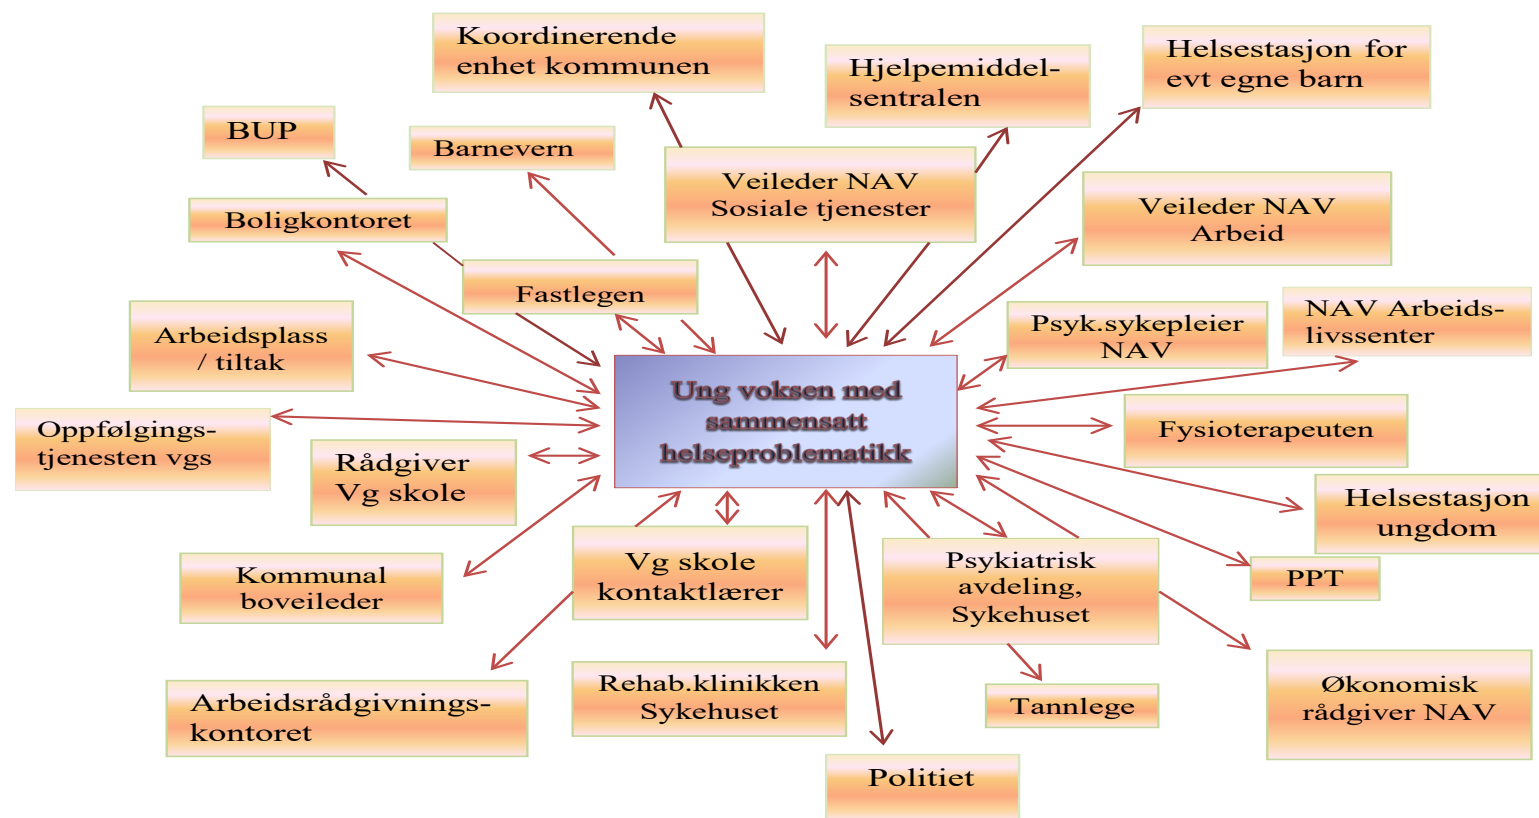 Koordinerende
enhet kommunen
Hjelpemiddel-
sentralen
Helsestasjon for
evt egne barn
BUP
Barnevern
Veileder NAV
Sosiale tjenester
Veileder NAV
Arbeid
Boligkontoret
Fastlegen
Arbeidsplass
/ tiltak
Psyk.sykepleier
NAV
NAV Arbeids-
livssenter
Ung voksen med
sammensatt
helseproblematikk
Oppfølgings-
tjenesten vgs
Rådgiver
Vg skole
Fysioterapeuten
Helsestasjon
ungdom
Kommunal
boveileder
Vg skole
kontaktlærer
Psykiatrisk
avdeling,
Sykehuset
PPT
Arbeidsrådgivnings-
kontoret
Rehab.klinikken
Sykehuset
Tannlege
Økonomisk
rådgiver NAV
Politiet